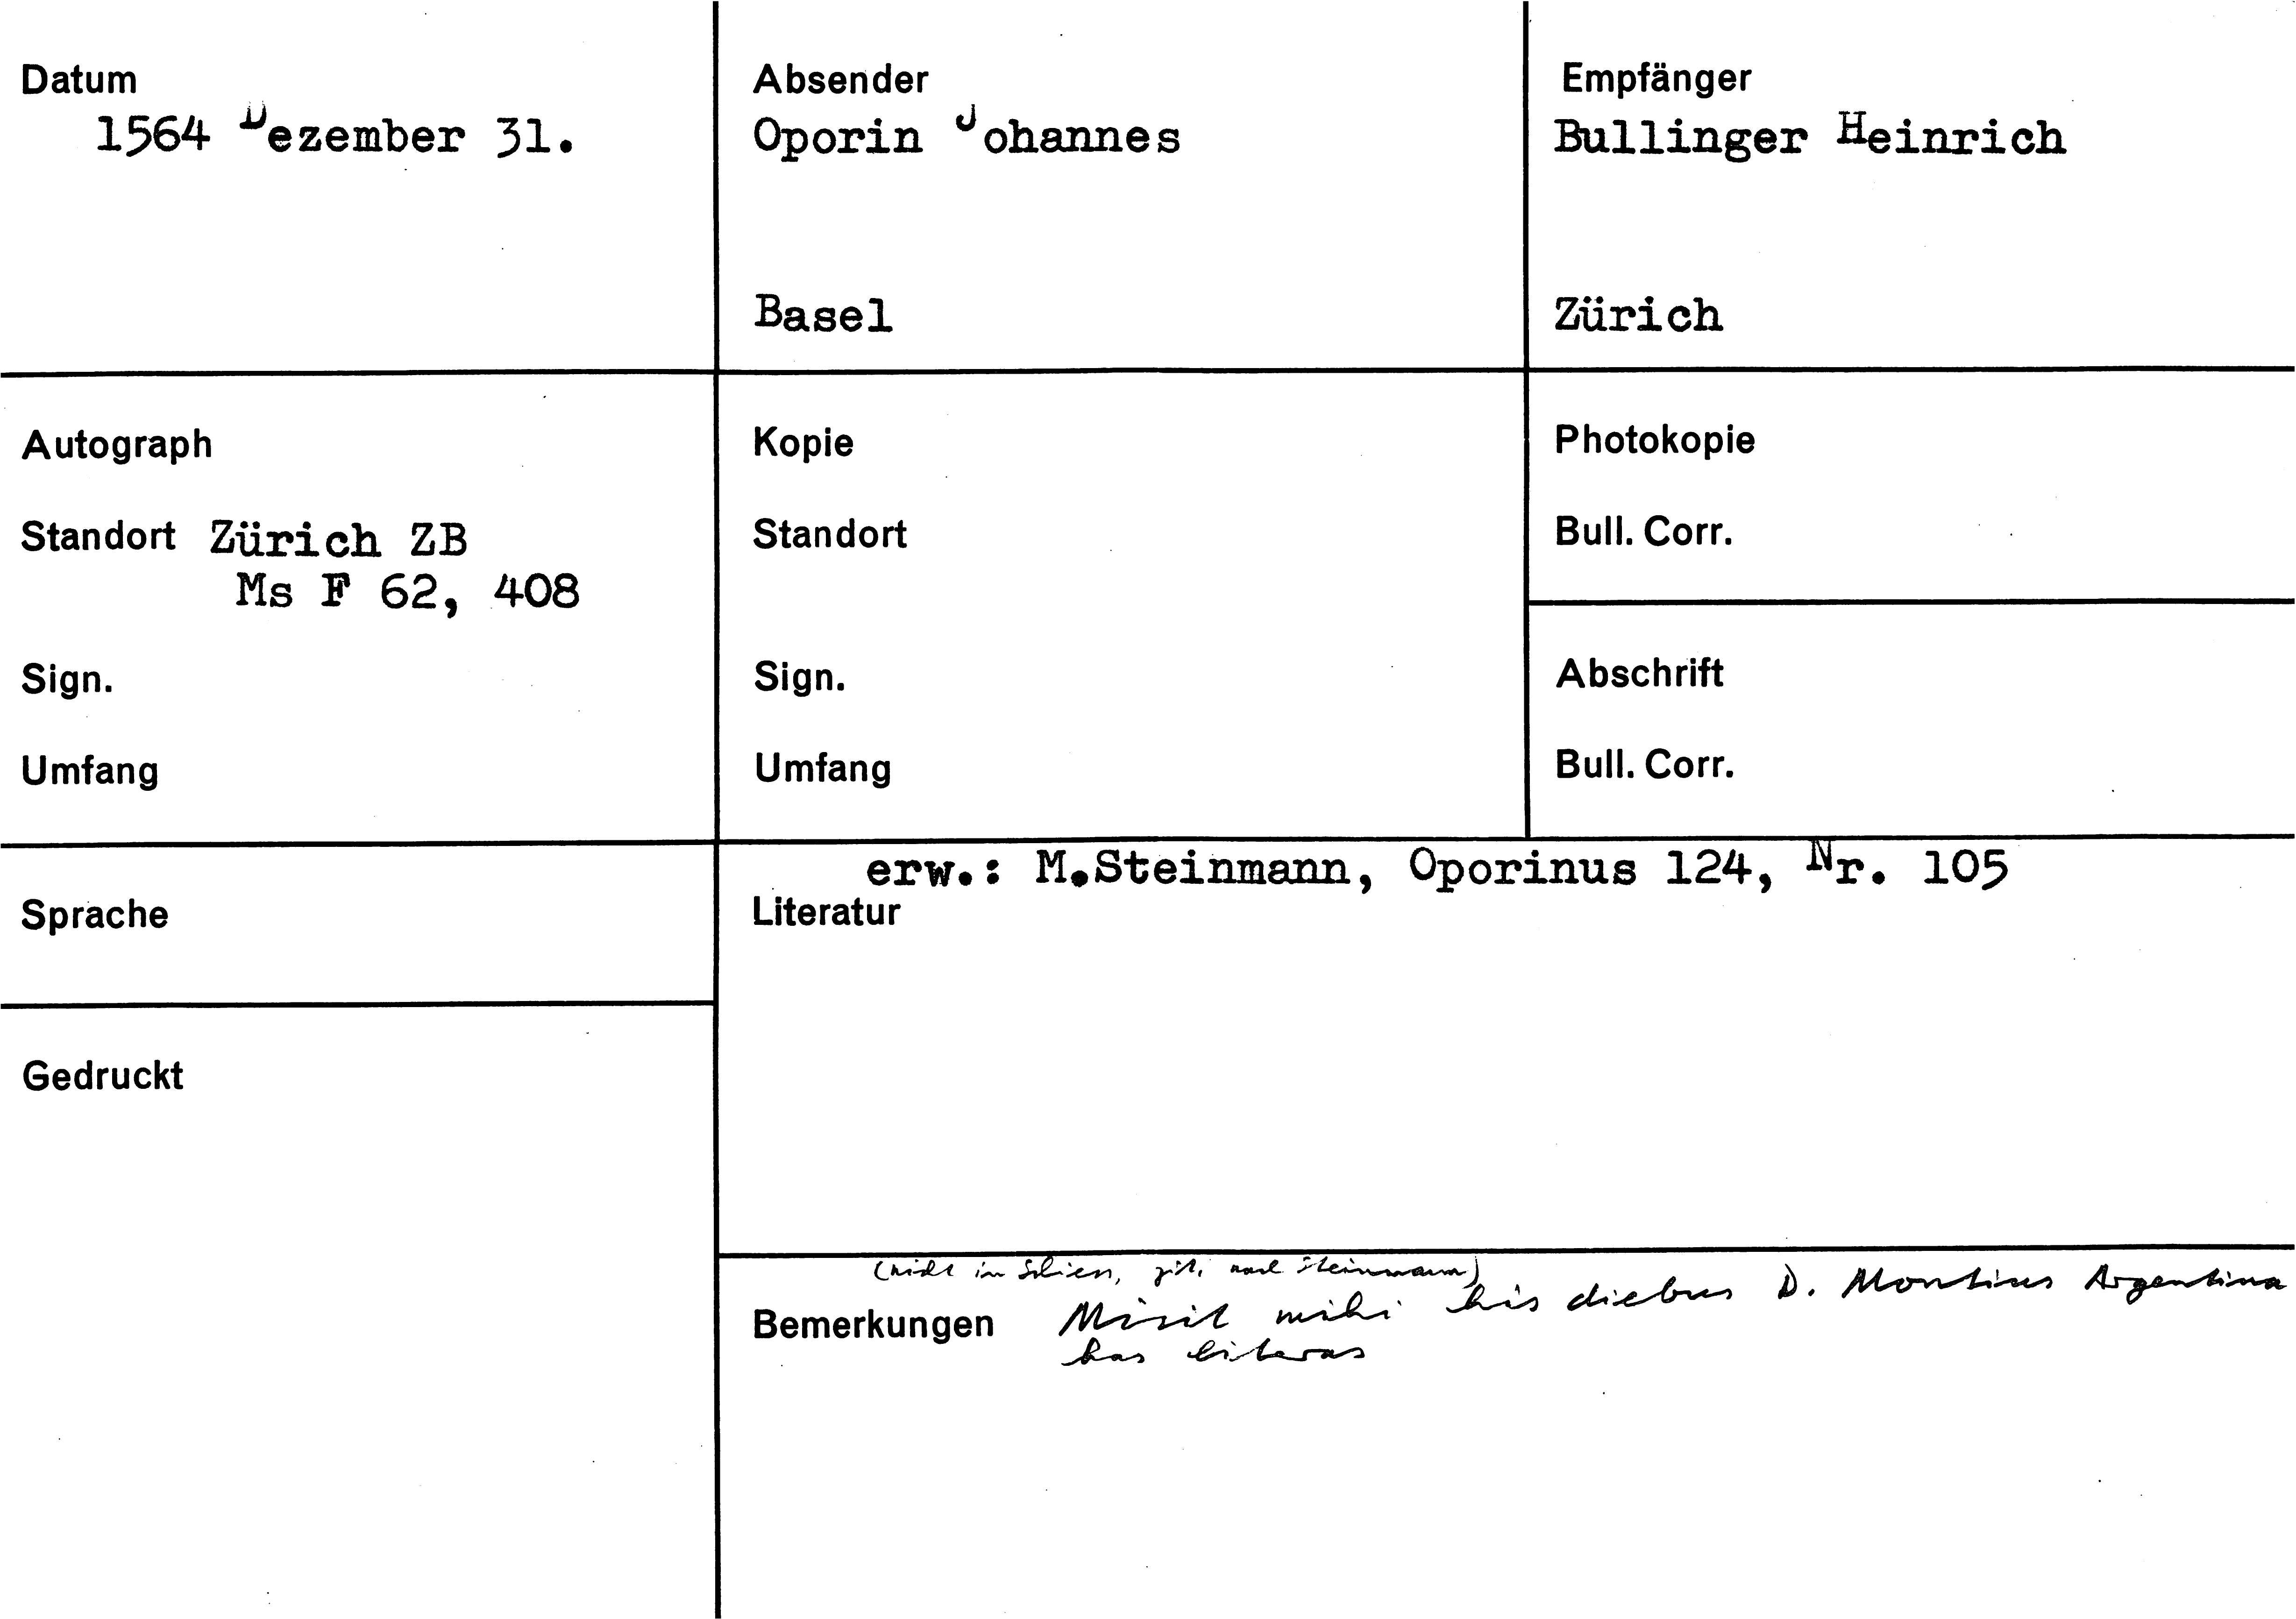 Datum
1564 Dezember 31.
Absender
Oporin Johannes
Basel
Empfänger
Bullinger Heinrich
Zürich
Autograph
Standort Zürich ZB
Ms F 62, 408
Sign.
Umfang
Kopie
Standort
Sign.
Umfang
Photokopie
Bull. Corr.
Abschrift
Bull. Corr.
Sprache
Gedruckt
erw.: M.Steinmann, Oporinus 124, Nr. 105
Literatur
(nicht in Schiess, zit. nach Steinmann)
Bemerkungen Misit mihi his diebus D. Montius Argentina
has literas